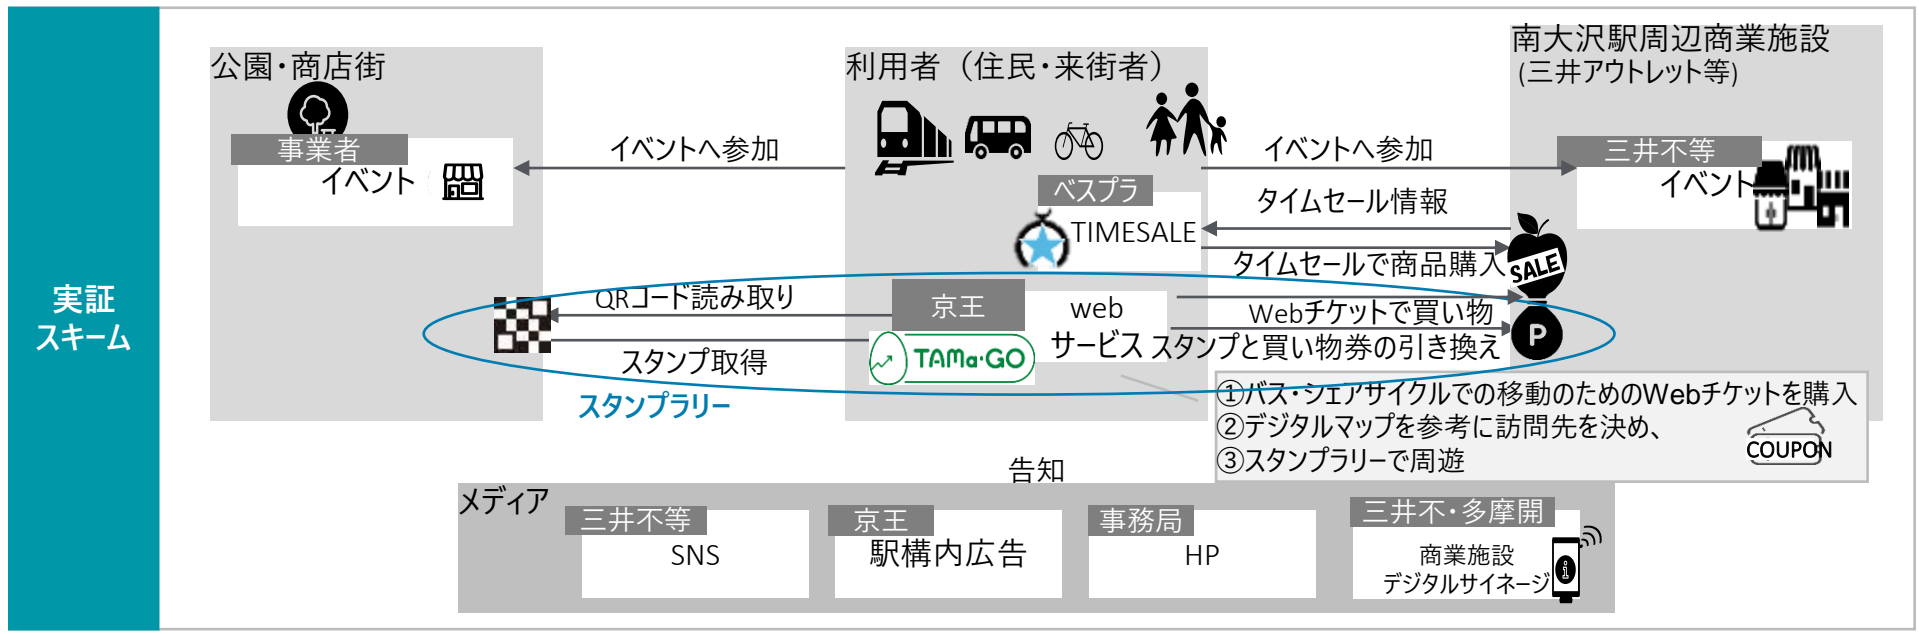 実証
スキーム
公園・商店街
事業者
イベント
イベントへ参加
利用者（住民・来街者）
ベスプラ
TIMESALE
イベントへ参加
タイムセール情報
タイムセールで商品購入
南大沢駅周辺商業施設
(三井アウトレット等)
三井不等
イベント
SALE
QRコード読み取り
スタンプ取得
スタンプラリー
京王
web
サービス
TAMa·GO
Webチケットで買い物
スタンプと買い物券の引き換え
P
①バス・シェアサイクルでの移動のためのWebチケットを購入
②デジタルマップを参考に訪問先を決め、
③スタンプラリーで周遊
COUPON
告知
メディア
三井不等
SNS
京王
駅構内広告
事務局
HP
三井不・多摩開
商業施設
デジタルサイネージ
i